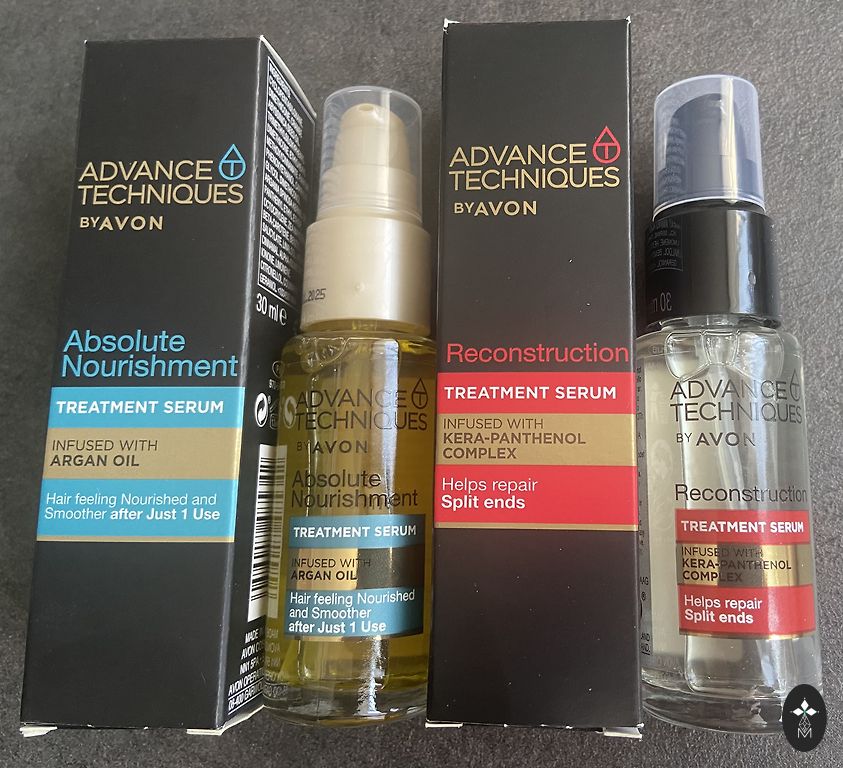 ADVANCE
TECHNIQUES
BY AVON
Absolute
Nourishment
TREATMENT SERUM
INFUSED WITH
ARGAN OIL
Hair feeling Nourished and
Smoother after Just 1 Use
30 ml e
2025
ADVANCE
TECHNIQUES
BY AVON
Absolute
Nourishment
TREATMENT SERUM
INFUSED WITH
ARGAN OIL
Hair feeling Nourished
and Smoother
after Just 1 Use
ADVANCE
TECHNIQUES
BY AVON
Reconstruction
TREATMENT SERUM
INFUSED WITH
KERA-PANTHENOL
COMPLEX
Helps repair
Split ends
ADVANCE
TECHNIQUES
BY AVON
Reconstruction
TREATMENT SERUM
INFUSED WITH
KERA-PANTHENOL
COMPLEX
Helps repair
Split ends
M